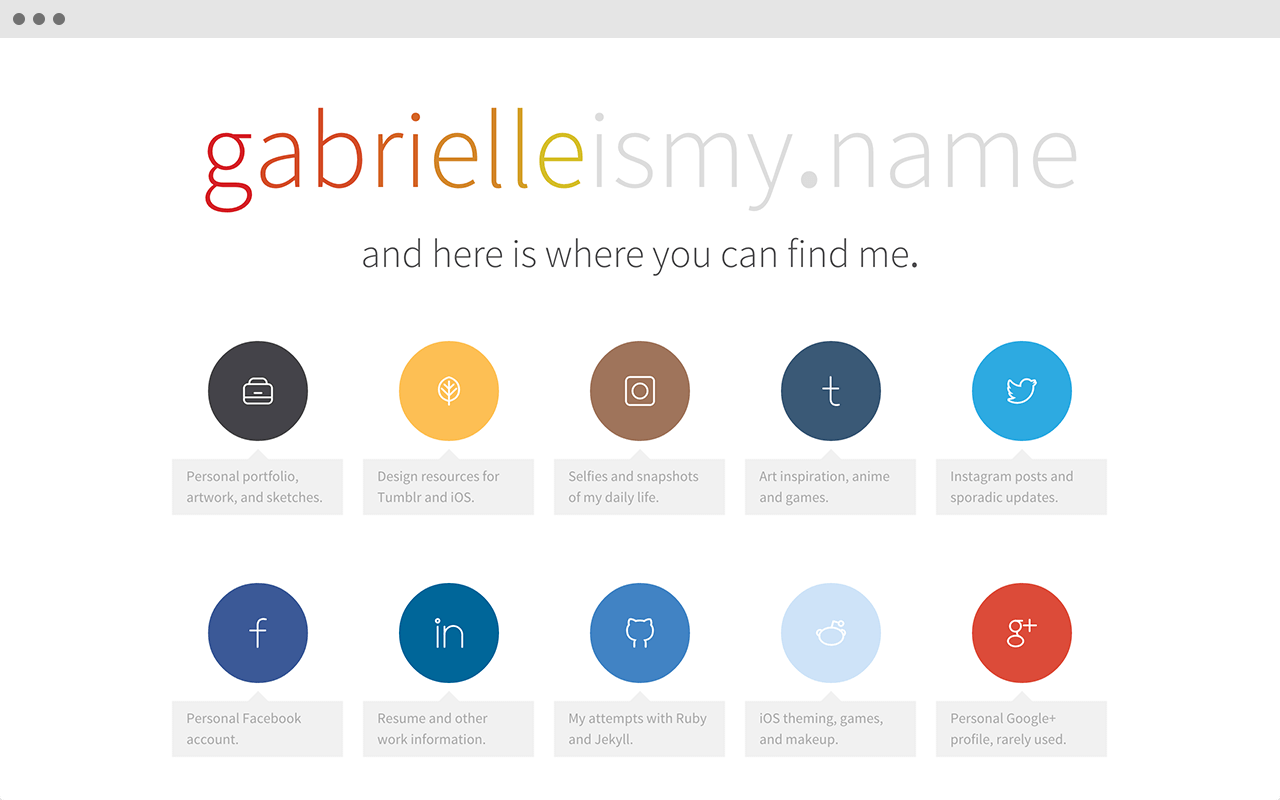 gabrielleismy.name
and here is where you can find me.
t
Personal portfolio,
artwork, and sketches.
Design resources for
Tumblr and iOS.
Selfies and snapshots
of my daily life.
Art inspiration, anime
and games.
Instagram posts and
sporadic updates.
f
in
g+
Personal Facebook
account.
Resume and other
work information.
My attempts with Ruby
and Jekyll.
iOS theming, games,
and makeup.
Personal Google+
profile, rarely used.